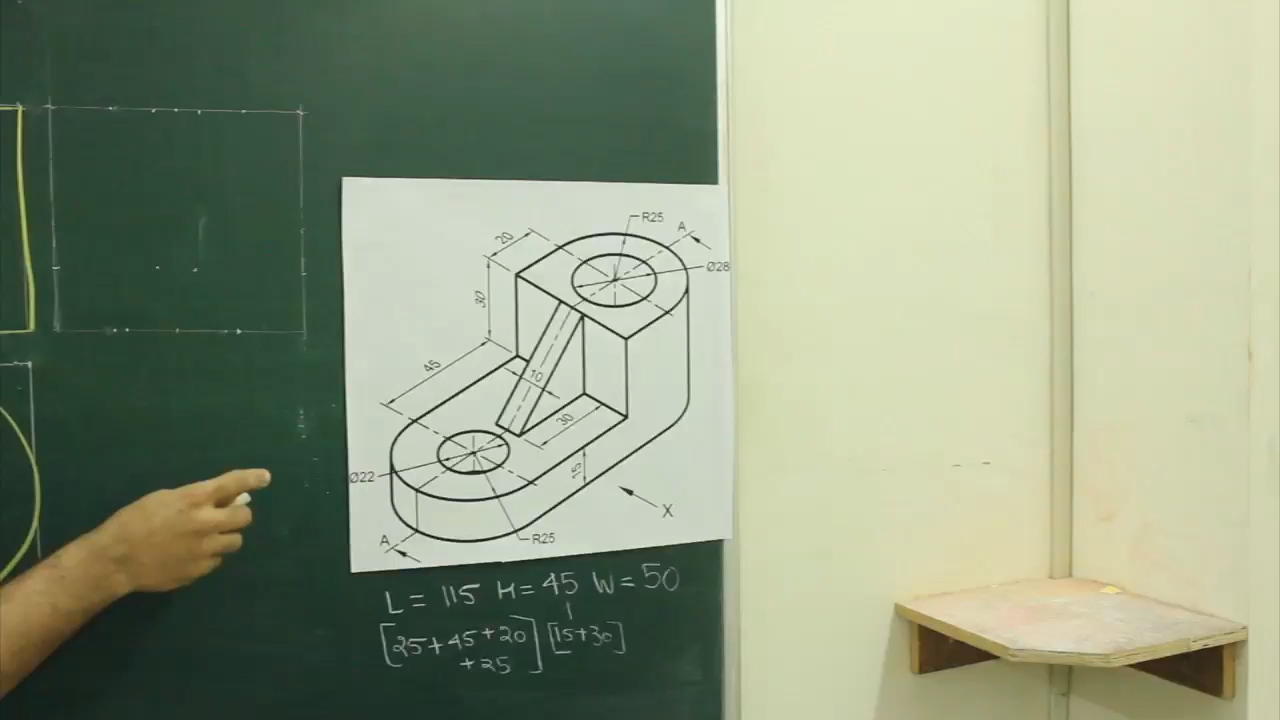 R25
A
20
Ø28
30
45
10
30
Ø22
15
X
A
R25
L = 115 H = 45 W = 50
[25+45+20 +25] [15+30]